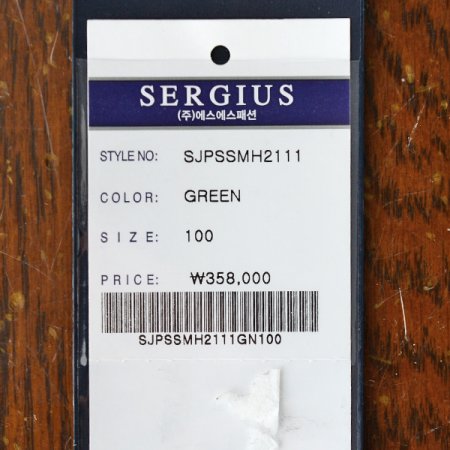 SERGIUS
(주)에스에스패션
STYLE NO: SJPSSMH2111
COLOR: GREEN
SIZE: 100
PRICE: ₩358,000
SJPSSMH2111GN100